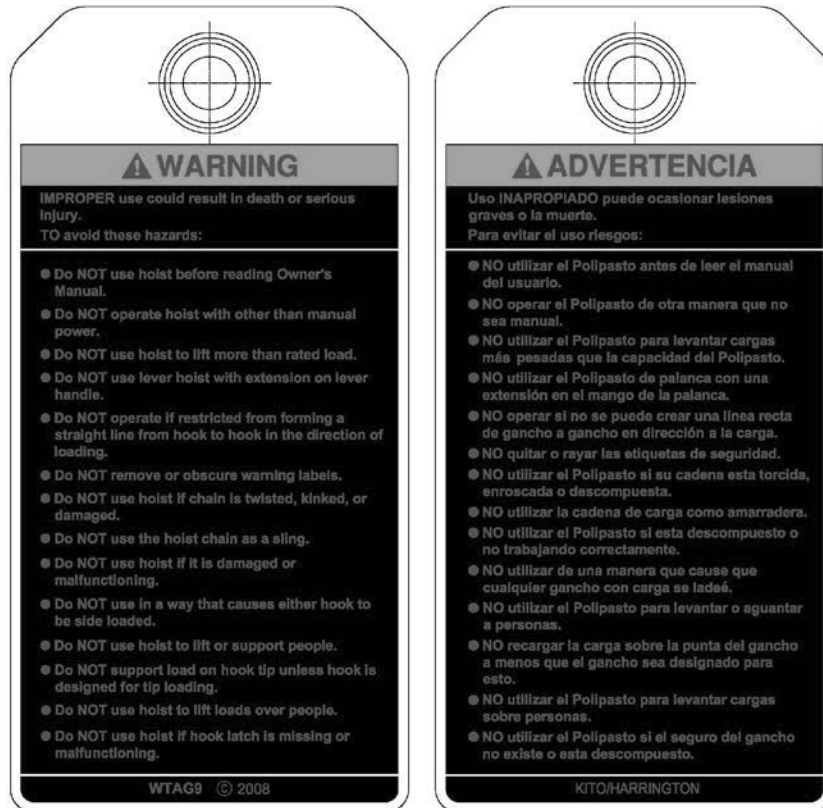 WARNING
IMPROPER use could result in death or serious
injury.
TO avoid these hazards:
● Do NOT use hoist before reading Owner's
Manual.
● Do NOT operate hoist with other than manual
power.
● Do NOT use hoist to lift more than rated load.
● Do NOT use lever hoist with extension on lever
handle.
● Do NOT operate if restricted from forming a
straight line from hook to hook in the direction of
loading.
● Do NOT remove or obscure warning labels.
● Do NOT use hoist if chain is twisted, kinked, or
damaged.
● Do NOT use the hoist chain as a sling.
● Do NOT use hoist if it is damaged or
malfunctioning.
● Do NOT use in a way that causes either hook to
be side loaded.
● Do NOT use hoist to lift or support people.
● Do NOT support load on hook tip unless hook is
designed for tip loading.
● Do NOT use hoist to lift loads over people.
● Do NOT use hoist if hook latch is missing or
malfunctioning.
WTAG9 © 2008
ADVERTENCIA
Uso INAPROPIADO puede ocasionar lesiones
graves o la muerte.
Para evitar el uso riesgos:
● NO utilizar el Polipasto antes de leer el manual
del usuario.
● NO operar el Polipasto de otra manera que no
sea manual.
● NO utilizar el Polipasto para levantar cargas
más pesadas que la capacidad del Polipasto.
● NO utilizar el Polipasto de palanca con una
extensión en el mango de la palanca.
● NO operar si no se puede crear una linea recta
de gancho a gancho en dirección a la carga.
● NO quitar o rayar las etiquetas de seguridad.
● NO utilizar el Polipasto si su cadena esta torcida,
enroscada o descompuesta.
● NO utilizar la cadena de carga como amarradera.
● NO utilizar el Polipasto si esta descompuesto o
no trabajando correctamente.
● NO utilizar de una manera que cause que
cualquier gancho con carga se ladeé.
● NO utilizar el Polipasto para levantar o aguantar
a personas.
● NO recargar la carga sobre la punta del gancho
a menos que el gancho sea designado para
esto.
● NO utilizar el Polipasto para levantar cargas
sobre personas.
● NO utilizar el Polipasto si el seguro del gancho
no existe o esta descompuesto.
KITO/HARRINGTON